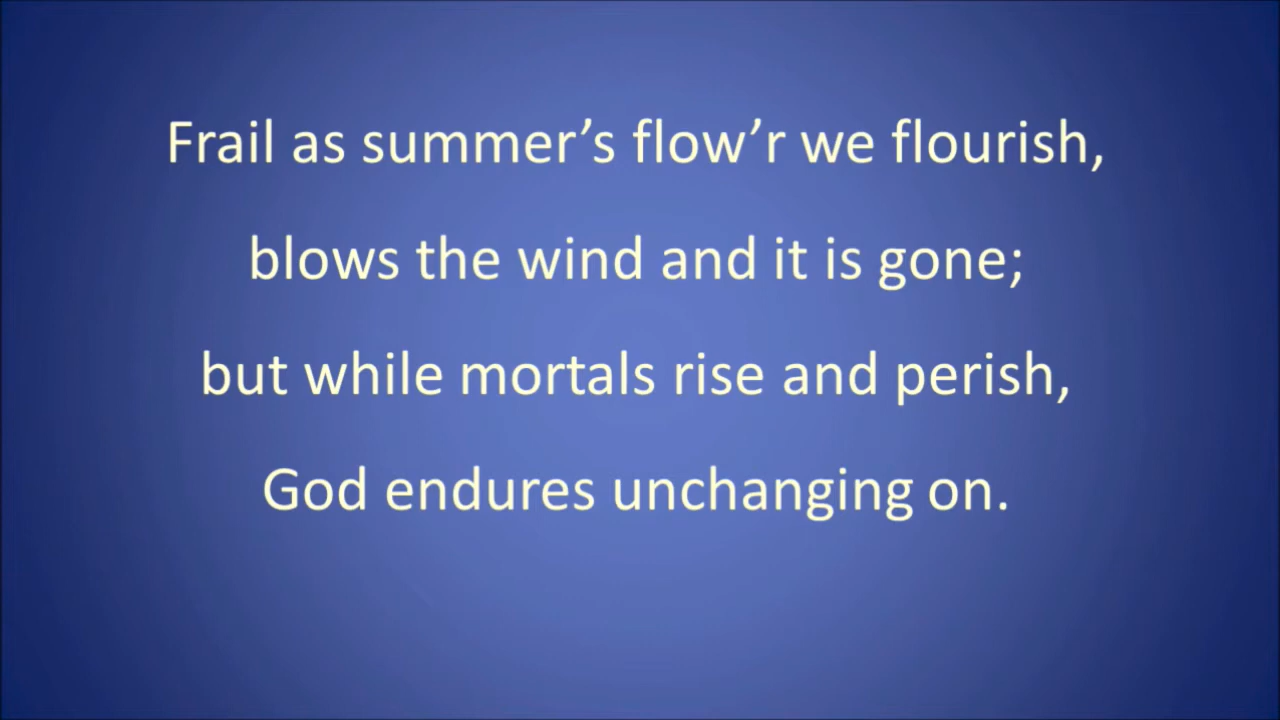 Frail as summer’s flow’r we flourish,
blows the wind and it is gone;
but while mortals rise and perish,
God endures unchanging on.